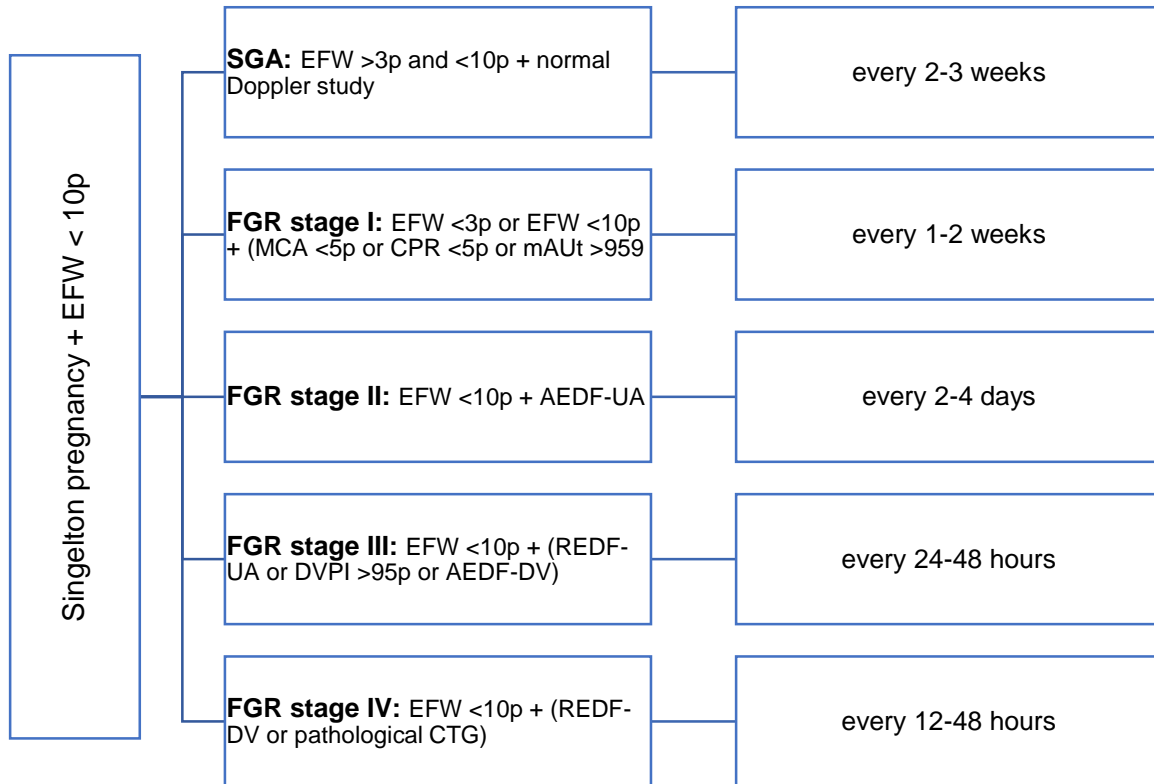 Singelton pregnancy + EFW < 10p
SGA: EFW >3p and <10p + normal
Doppler study
every 2-3 weeks
FGR stage I: EFW <3p or EFW <10p
+ (MCA <5p or CPR <5p or mAUt >959
every 1-2 weeks
FGR stage II: EFW <10p + AEDF-UA
every 2-4 days
FGR stage III: EFW <10p + (REDF-
UA or DVPI >95p or AEDF-DV)
every 24-48 hours
FGR stage IV: EFW <10p + (REDF-
DV or pathological CTG)
every 12-48 hours